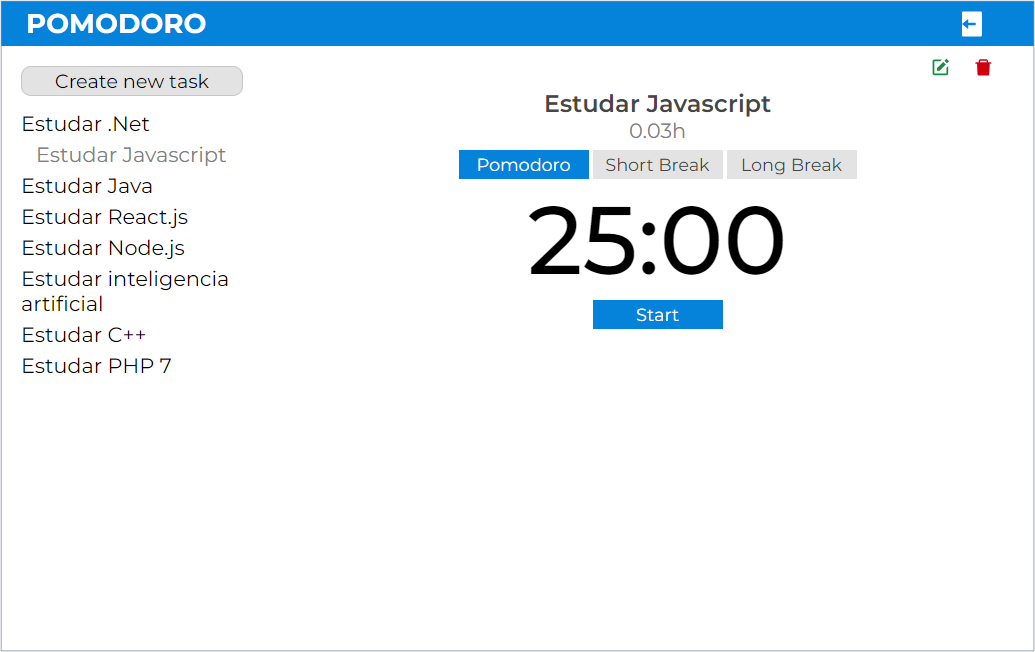 POMODORO
Create new task
Estudar .Net
Estudar Javascript
Estudar Java
Estudar React.js
Estudar Node.js
Estudar inteligencia
artificial
Estudar C++
Estudar PHP 7
Estudar Javascript
0.03h
Pomodoro Short Break Long Break
25:00
Start